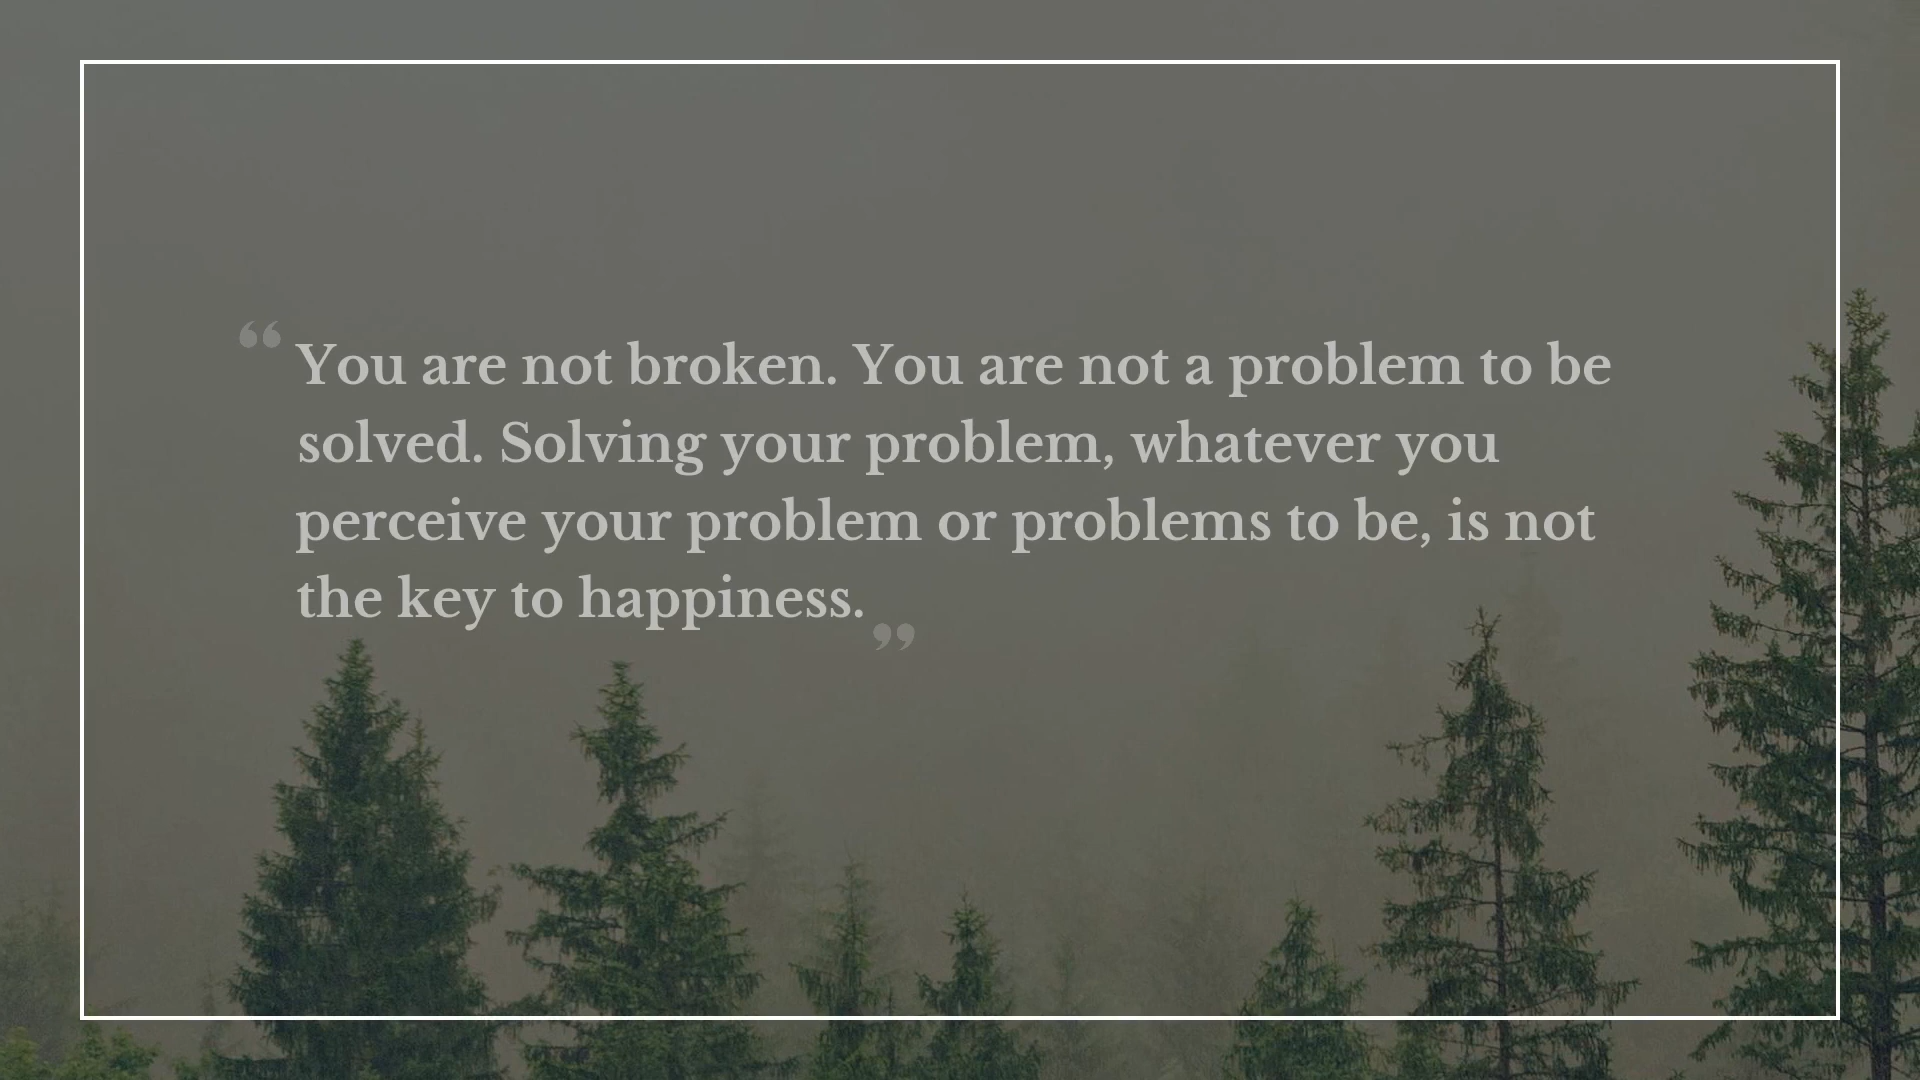 “You are not broken. You are not a problem to be
solved. Solving your problem, whatever you
perceive your problem or problems to be, is not
the key to happiness.”